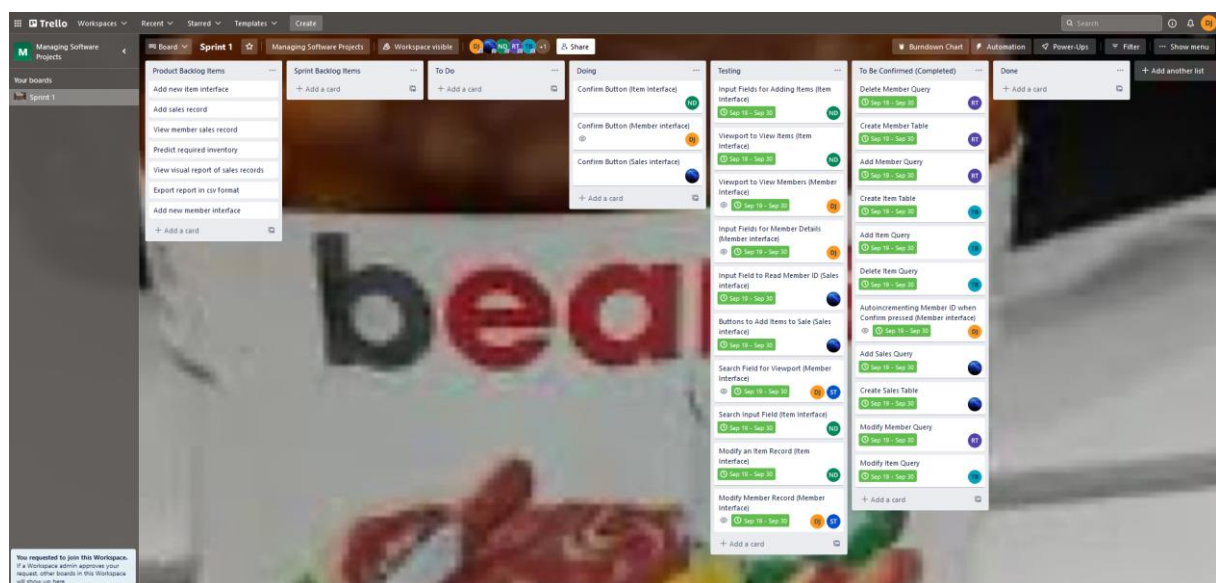 Trello
Workspaces
Recent
Starred
Templates
Create
Search
DJ
M
Managing Software
Projects
Board
Sprint 1
Managing Software Projects
Workspace visible
DJ
ND
RT
TB
+1
Share
Burndown Chart
Automation
Power-Ups
Filter
Show menu
Your boards
Sprint 1
Product Backlog Items
Add new item interface
Add sales record
View member sales record
Predict required inventory
View visual report of sales records
Export report in csv format
Add new member interface
+ Add a card
Sprint Backlog Items
+ Add a card
To Do
+ Add a card
Doing
Confirm Button (Item Interface)
ND
Confirm Button (Member interface)
DJ
Confirm Button (Sales interface)
+ Add a card
Testing
Input Fields for Adding Items (Item
Interface)
Sep 19 - Sep 30
ND
Viewport to View Items (Item
Interface)
Sep 19 - Sep 30
ND
Viewport to View Members (Member
Interface)
Sep 19 - Sep 30
DJ
Input Fields for Member Details
(Member interface)
Sep 19 - Sep 30
DJ
Input Field to Read Member ID (Sales
interface)
Sep 19 - Sep 30
Buttons to Add Items to Sale (Sales
interface)
Sep 19 - Sep 30
Search Field for Viewport (Member
Interface)
Sep 19 - Sep 30
DJ
ST
Search Input Field (Item Interface)
Sep 19 - Sep 30
ND
Modify an Item Record (Item
Interface)
Sep 19 - Sep 30
ND
Modify Member Record (Member
Interface)
Sep 19 - Sep 30
DJ
ST
+ Add a card
To Be Confirmed (Completed)
Delete Member Query
Sep 19 - Sep 30
RT
Create Member Table
Sep 19 - Sep 30
RT
Add Member Query
Sep 19 - Sep 30
RT
Create Item Table
Sep 19 - Sep 30
TB
Add Item Query
Sep 19 - Sep 30
TB
Delete Item Query
Sep 19 - Sep 30
TB
Autoincrementing Member ID when
Confirm pressed (Member interface)
Sep 19 - Sep 30
DJ
Add Sales Query
Sep 19 - Sep 30
Create Sales Table
Sep 19 - Sep 30
Modify Member Query
Sep 19 - Sep 30
RT
Modify Item Query
Sep 19 - Sep 30
TB
+ Add a card
Done
+ Add a card
+ Add another list
bea
You requested to join this Workspace.
If a Workspace admin approves your
request, other boards in this Workspace
will show up here.